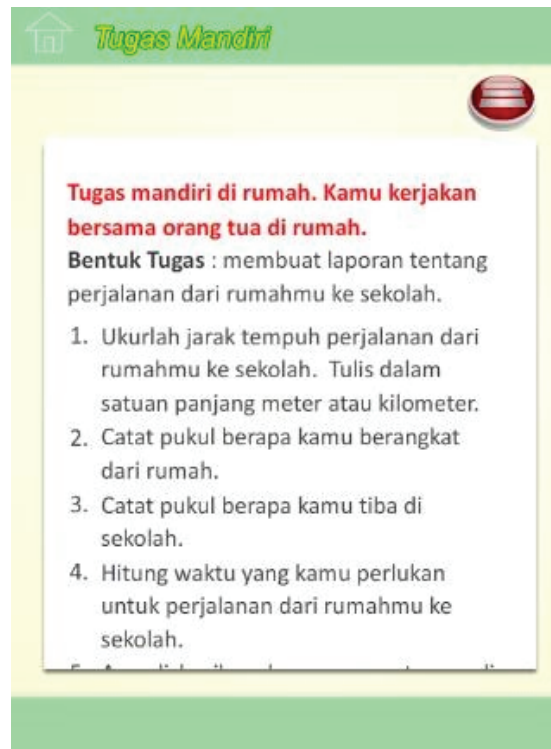 Tugas Mandiri
Tugas mandiri di rumah. Kamu kerjakan
bersama orang tua di rumah.
Bentuk Tugas : membuat laporan tentang
perjalanan dari rumahmu ke sekolah.
1. Ukurlah jarak tempuh perjalanan dari
rumahmu ke sekolah. Tulis dalam
satuan panjang meter atau kilometer.
2. Catat pukul berapa kamu berangkat
dari rumah.
3. Catat pukul berapa kamu tiba di
sekolah.
4. Hitung waktu yang kamu perlukan
untuk perjalanan dari rumahmu ke
sekolah.